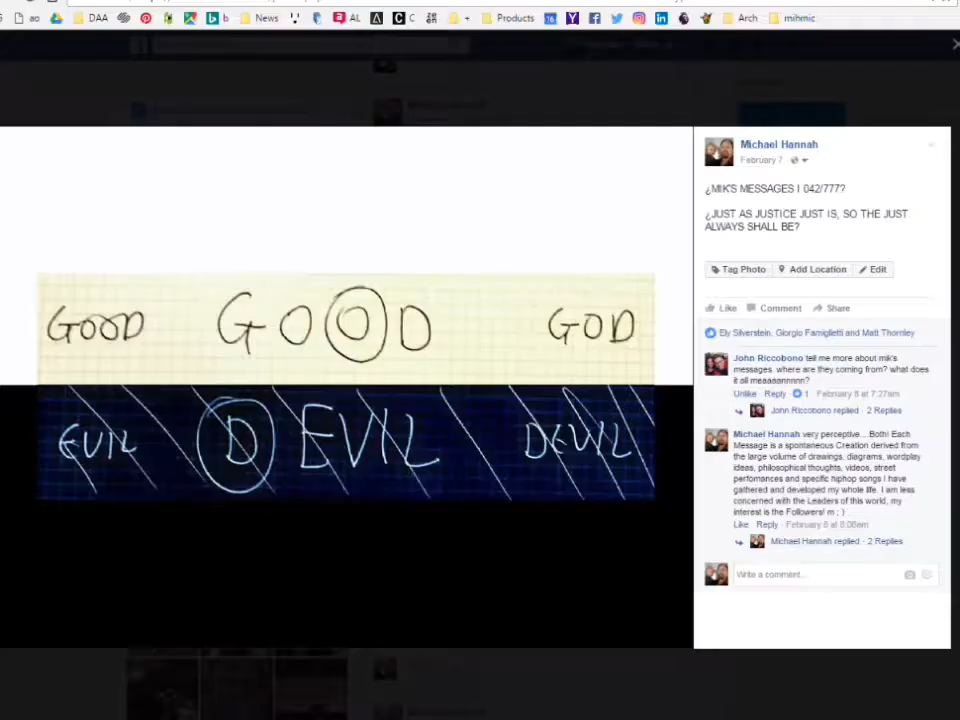 ao DAA b News AL C + Products 16 Arch mihmic
GOOD GOOD GOD
EVIL DEVIL DEVIL
Michael Hannah
February 7
¿MIK'S MESSAGES I 042/777?
¿JUST AS JUSTICE JUST IS, SO THE JUST
ALWAYS SHALL BE?
Tag Photo Add Location Edit
Like Comment Share
Ely Silverstein, Giorgio Famiglietti and Matt Thornley
John Riccobono tell me more about mik's
messages. where are they coming from? what does
it all meaaaannnnn?
Unlike · Reply · 1 · February 8 at 7:27am
John Riccobono replied · 2 Replies
Michael Hannah very perceptive... Both! Each
Message is a spontaneous Creation derived from
the large volume of drawings, diagrams, wordplay
ideas, philosophical thoughts, videos, street
perfomances and specific hiphop songs I have
gathered and developed my whole life. I am less
concerned with the Leaders of this world, my
interest is the Followers! m ; )
Like · Reply · February 8 at 8:08am
Michael Hannah replied · 2 Replies
Write a comment...